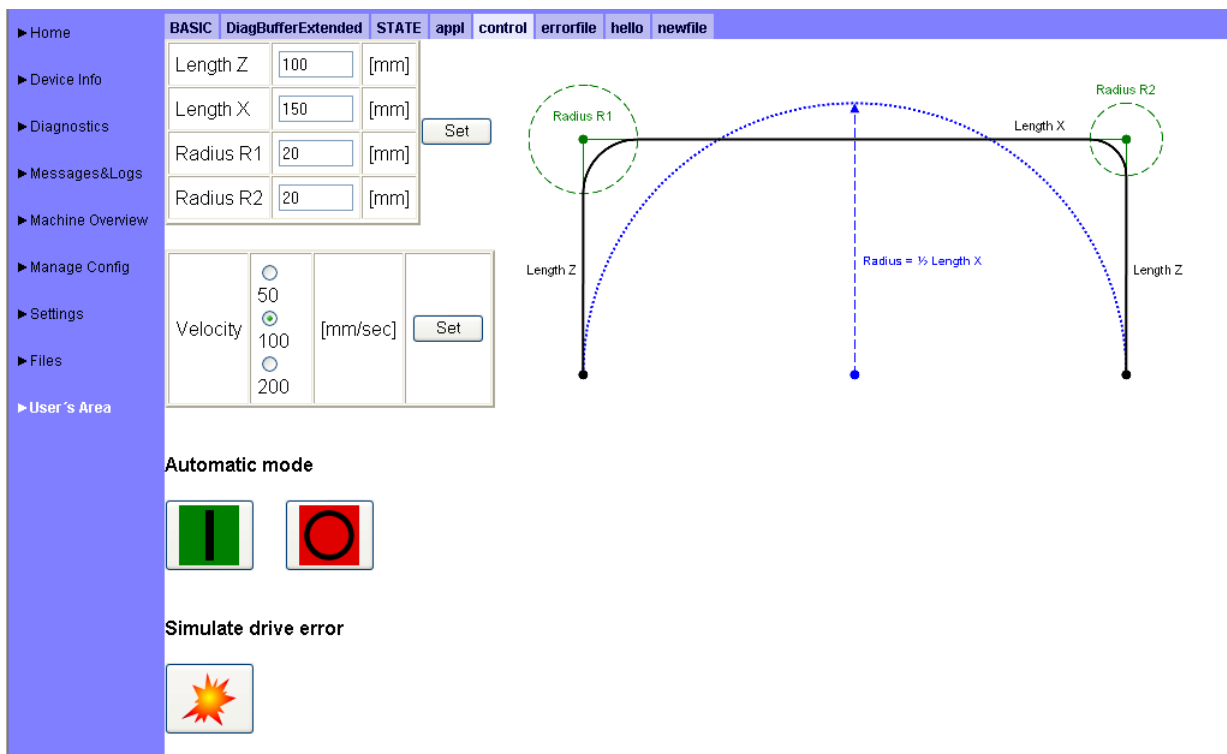 Home
Device Info
Diagnostics
Messages&Logs
Machine Overview
Manage Config
Settings
Files
User´s Area
BASIC DiagBufferExtended STATE appl control errorfile hello newfile
Length Z 100 [mm]
Length X 150 [mm]
Radius R1 20 [mm]
Radius R2 20 [mm]
Set
Velocity
50
100
200
[mm/sec]
Set
Radius R1
Radius R2
Length X
Radius = ½ Length X
Length Z
Length Z
Automatic mode
Simulate drive error